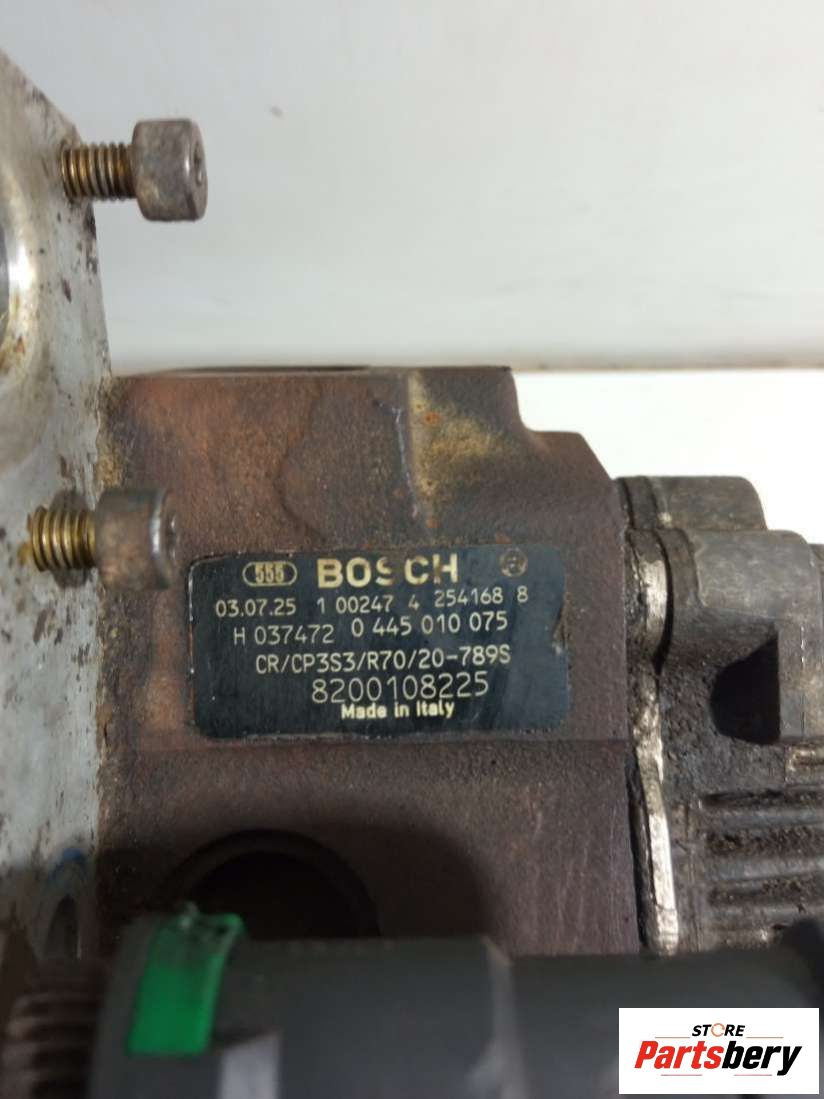 555 BOSCH
03.07.25 1 00247 4 254168 8
H 037472 0 445 010 075
CR/CP3S3/R70/20-789S
8200108225
Made in Italy
STORE
Partsbery